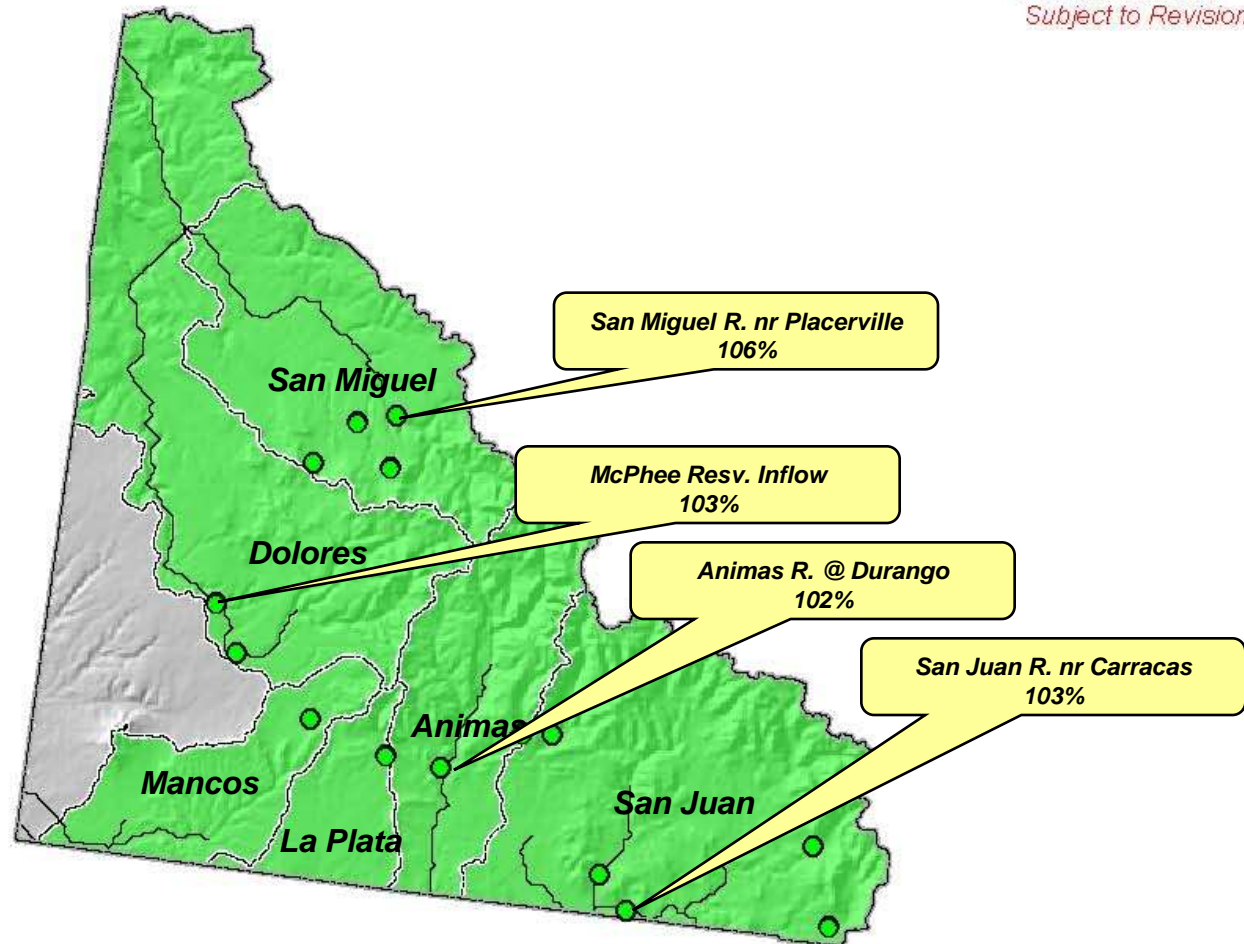 Subject to Revision
San Miguel R. nr Placerville
106%
San Miguel
McPhee Resv. Inflow
103%
Dolores
Animas R. @ Durango
102%
San Juan R. nr Carracas
103%
Animas
Mancos
San Juan
La Plata